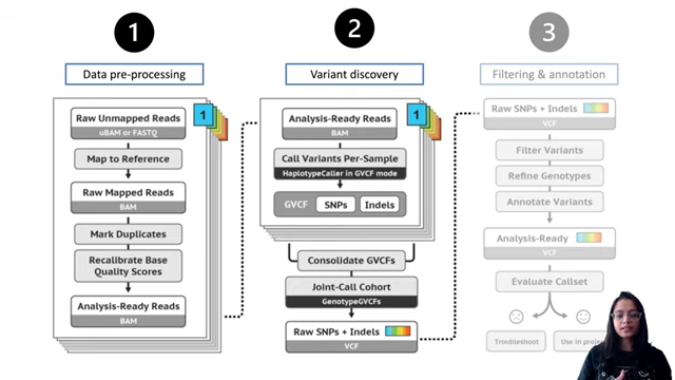 1
Data pre-processing
Raw Unmapped Reads
uBAM or FASTQ
1
Map to Reference
Raw Mapped Reads
BAM
Mark Duplicates
Recalibrate Base
Quality Scores
Analysis-Ready Reads
BAM
2
Variant discovery
Analysis-Ready Reads
BAM
1
Call Variants Per-Sample
HaplotypeCaller in GVCF mode
GVCF SNPs Indels
Consolidate GVCFs
Joint-Call Cohort
GenotypeGVCFs
Raw SNPs + Indels
VCF
3
Filtering & annotation
Raw SNPs + Indels
VCF
Filter Variants
Refine Genotypes
Annotate Variants
Analysis-Ready
VCF
Evaluate Callset
Troubleshoot
Use in